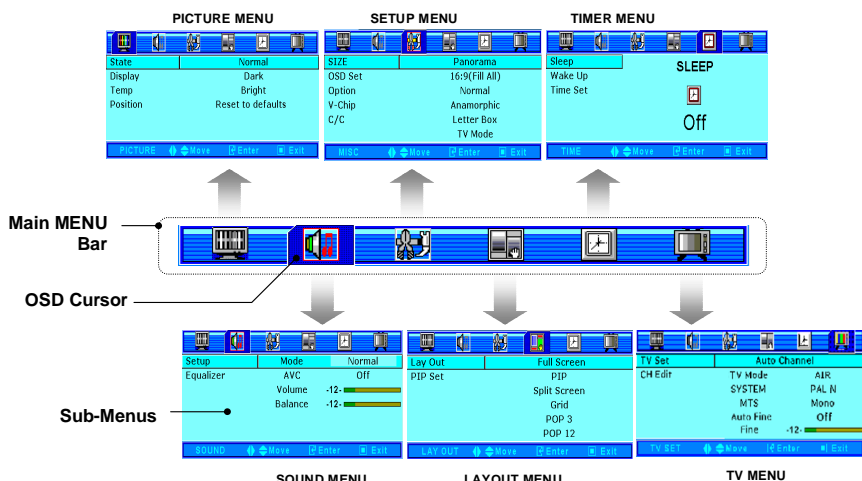 PICTURE MENU
SETUP MENU
TIMER MENU
State Normal
Display Dark
Temp Bright
Position Reset to defaults
PICTURE Move Enter Exit
SIZE Panorama
OSD Set 16:9(Fill All)
Option Normal
V-Chip Anamorphic
C/C Letter Box
TV Mode
MISC Move Enter Exit
Sleep SLEEP
Wake Up
Time Set
Off
TIME Move Enter Exit
Main MENU
Bar
OSD Cursor
Sub-Menus
Setup Mode Normal
Equalizer AVC Off
Volume -12-
Balance -12-
SOUND Move Enter Exit
Lay Out Full Screen
PIP Set PIP
Split Screen
Grid
POP 3
POP 12
LAY OUT Move Enter Exit
TV Set Auto Channel
CH Edit TV Mode AIR
SYSTEM PAL N
MTS Mono
Auto Fine Off
Fine -12-
TV SET Move Enter Exit
SOUND MENU
LAYOUT MENU
TV MENU